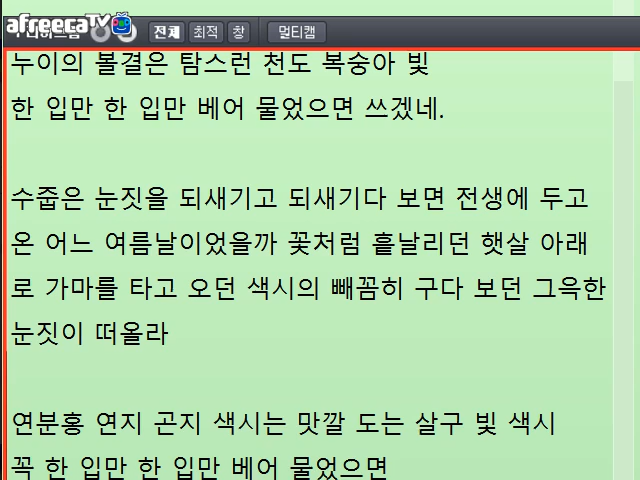 afreecaTV
전체 최적 창 멀티캠
누이의 볼결은 탐스런 천도 복숭아 빛
한 입만 한 입만 베어 물었으면 쓰겠네.
수줍은 눈짓을 되새기고 되새기다 보면 전생에 두고
온 어느 여름날이었을까 꽃처럼 흩날리던 햇살 아래
로 가마를 타고 오던 색시의 빼꼼히 구다 보던 그윽한
눈짓이 떠올라
연분홍 연지 곤지 색시는 맛깔 도는 살구 빛 색시
꼭 한 입만 한 입만 베어 물었으면